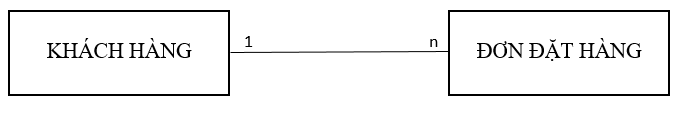 KHÁCH HÀNG 1 n ĐƠN ĐẶT HÀNG